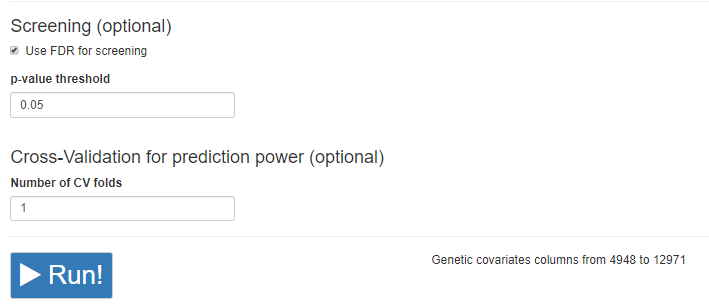 Screening (optional)
Use FDR for screening
p-value threshold
0.05
Cross-Validation for prediction power (optional)
Number of CV folds
1
Run!
Genetic covariates columns from 4948 to 12971